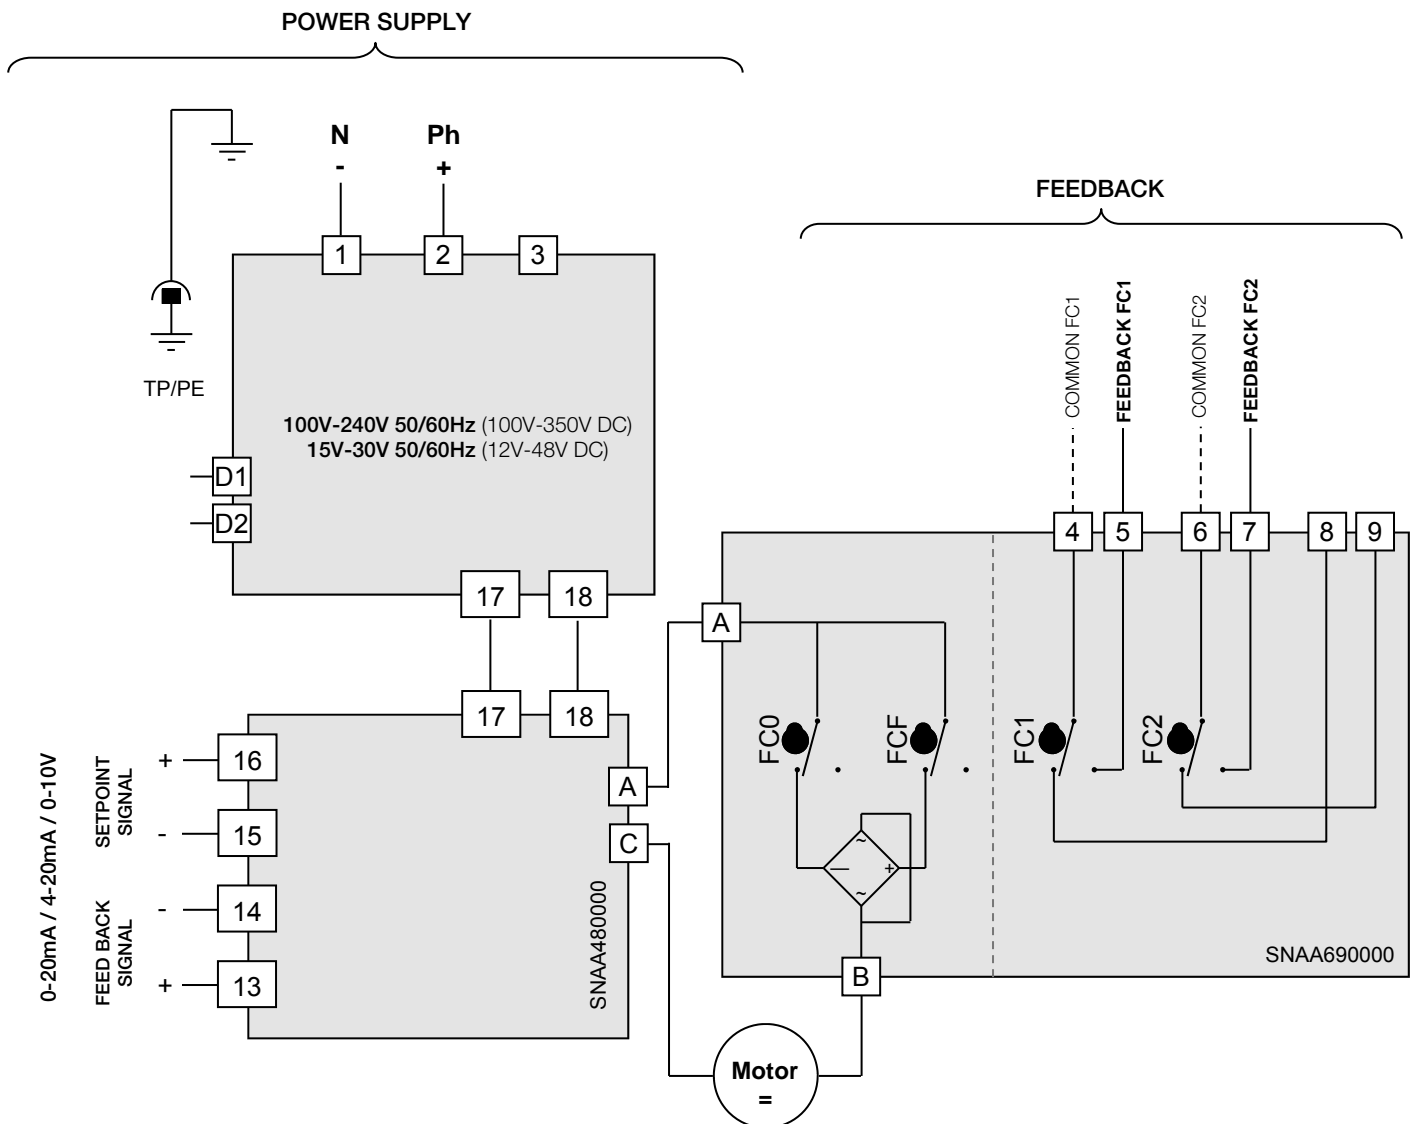 POWER SUPPLY
N
-
Ph
+
1
2
3
TP/PE
100V-240V 50/60Hz (100V-350V DC)
15V-30V 50/60Hz (12V-48V DC)
D1
D2
17
18
17
18
0-20mA / 4-20mA / 0-10V
SETPOINT
SIGNAL
+
16
-
15
FEED BACK
SIGNAL
-
14
+
13
A
C
SNAA480000
FEEDBACK
COMMON FC1
FEEDBACK FC1
COMMON FC2
FEEDBACK FC2
4
5
6
7
8
9
A
FC0
FCF
FC1
FC2
~
—
+
~
SNAA690000
B
Motor
=